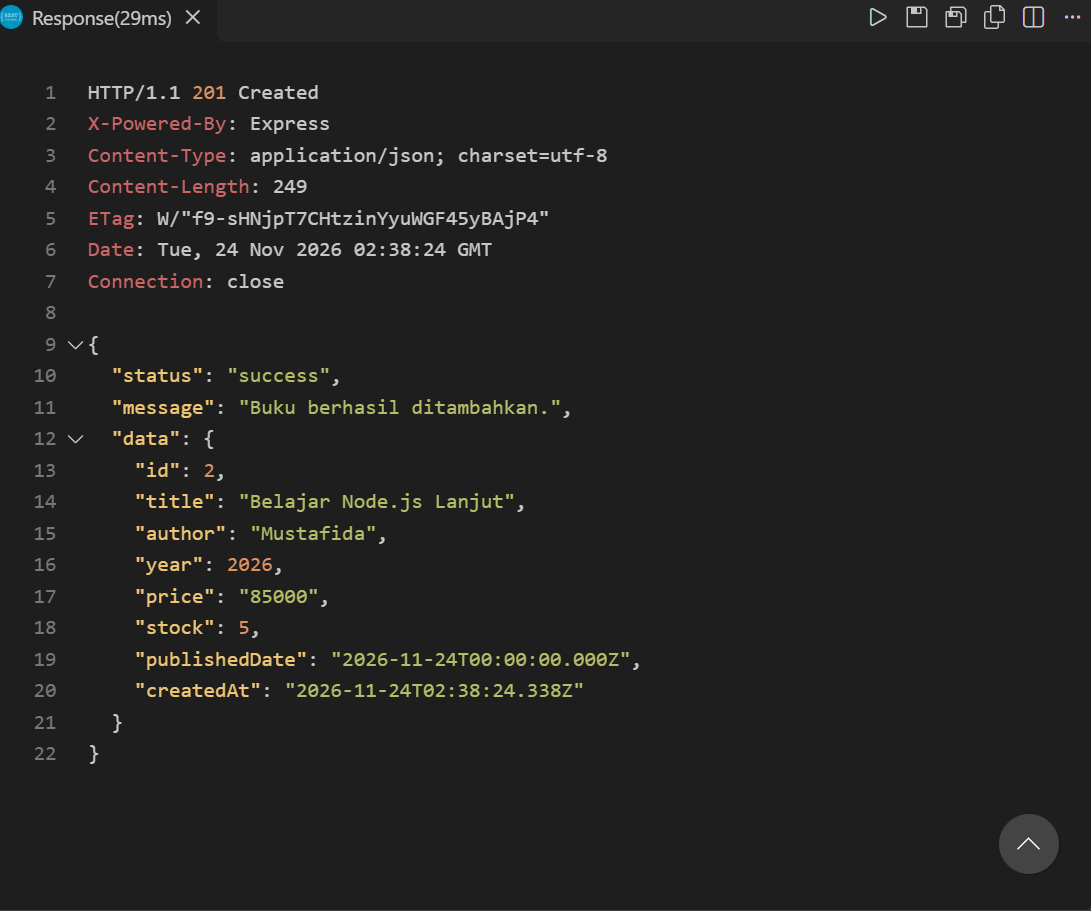 Response(29ms)
1 HTTP/1.1 201 Created
2 X-Powered-By: Express
3 Content-Type: application/json; charset=utf-8
4 Content-Length: 249
5 ETag: W/"f9-sHNjpT7CHtzinYyuWGF45yBAjP4"
6 Date: Tue, 24 Nov 2026 02:38:24 GMT
7 Connection: close
8
9 {
10   "status": "success",
11   "message": "Buku berhasil ditambahkan.",
12   "data": {
13     "id": 2,
14     "title": "Belajar Node.js Lanjut",
15     "author": "Mustafida",
16     "year": 2026,
17     "price": "85000",
18     "stock": 5,
19     "publishedDate": "2026-11-24T00:00:00.000Z",
20     "createdAt": "2026-11-24T02:38:24.338Z"
21   }
22 }